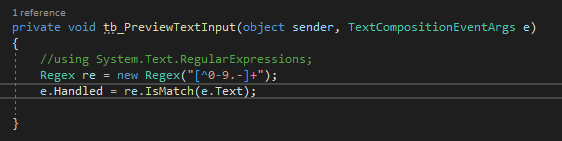 1 reference
private void tb_PreviewTextInput(object sender, TextCompositionEventArgs e)
{
//using System.Text.RegularExpressions;
Regex re = new Regex("[^0-9.-]+");
e.Handled = re.IsMatch(e.Text);
}